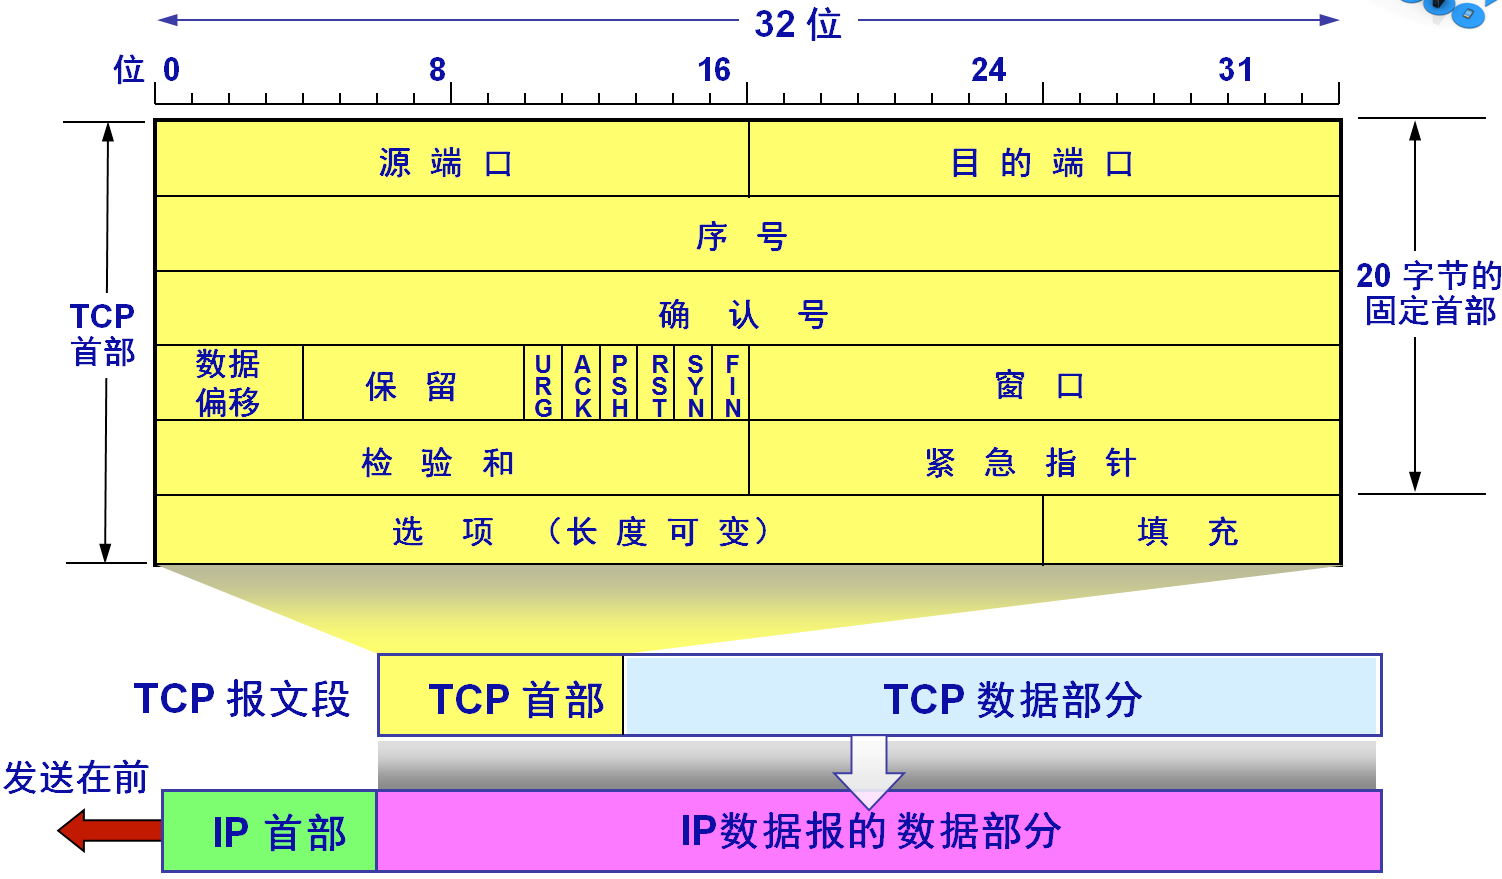 32 位
位 0 8 16 24 31
源 端 口 目 的 端 口
序 号
确 认 号
TCP
首部
20 字节的
固定首部
数据
偏移
保 留
URG
ACK
PSH
RST
SYN
FIN
窗 口
检 验 和 紧 急 指 针
选 项 （长 度 可 变） 填 充
TCP 报文段 TCP 首部 TCP 数据部分
发送在前
IP 首部 IP数据报的 数据部分